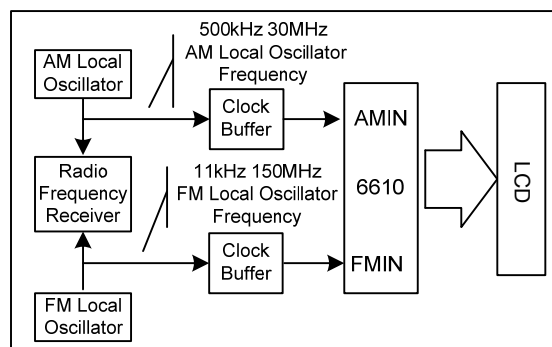 500kHz 30MHz
AM Local Oscillator
Frequency
AM Local
Oscillator
Clock
Buffer
AMIN
Radio
Frequency
Receiver
11kHz 150MHz
FM Local Oscillator
Frequency
6610
LCD
Clock
Buffer
FMIN
FM Local
Oscillator